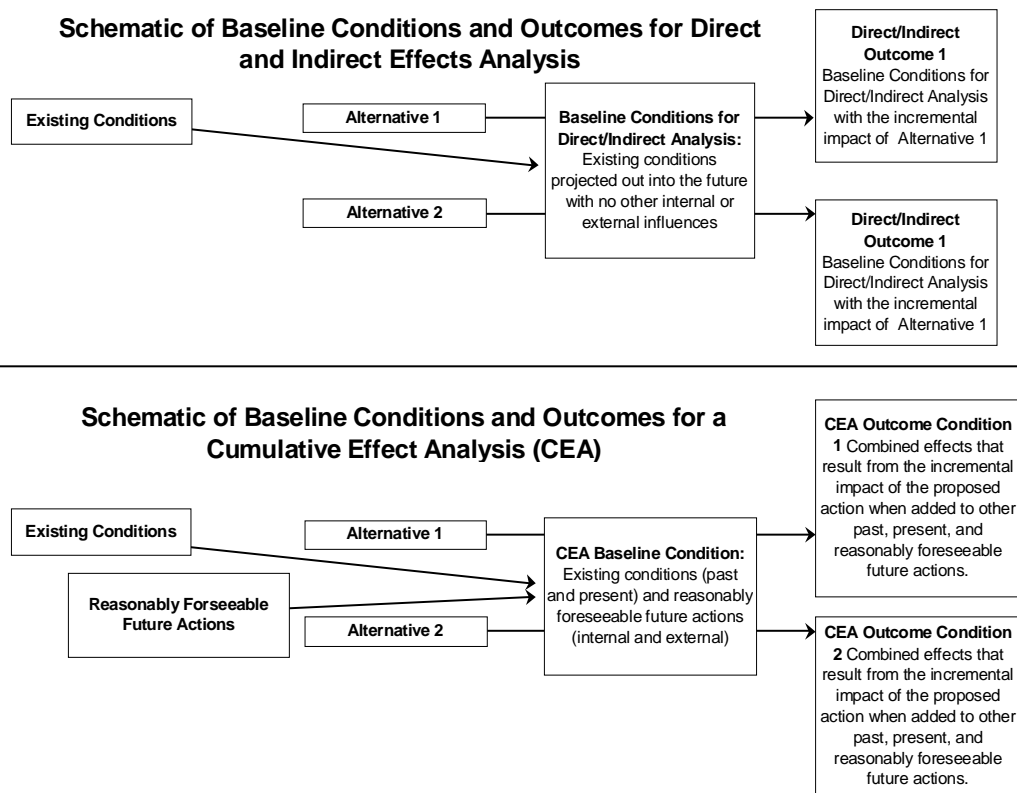 Schematic of Baseline Conditions and Outcomes for Direct
and Indirect Effects Analysis
Existing Conditions
Alternative 1
Alternative 2
Baseline Conditions for
Direct/Indirect Analysis:
Existing conditions
projected out into the future
with no other internal or
external influences
Direct/Indirect
Outcome 1
Baseline Conditions for
Direct/Indirect Analysis
with the incremental
impact of Alternative 1
Direct/Indirect
Outcome 1
Baseline Conditions for
Direct/Indirect Analysis
with the incremental
impact of Alternative 1
Schematic of Baseline Conditions and Outcomes for a
Cumulative Effect Analysis (CEA)
Existing Conditions
Reasonably Forseeable
Future Actions
Alternative 1
Alternative 2
CEA Baseline Condition:
Existing conditions (past
and present) and reasonably
foreseeable future actions
(internal and external)
CEA Outcome Condition
1 Combined effects that
result from the incremental
impact of the proposed
action when added to other
past, present, and
reasonably foreseeable
future actions.
CEA Outcome Condition
2 Combined effects that
result from the incremental
impact of the proposed
action when added to other
past, present, and
reasonably foreseeable
future actions.